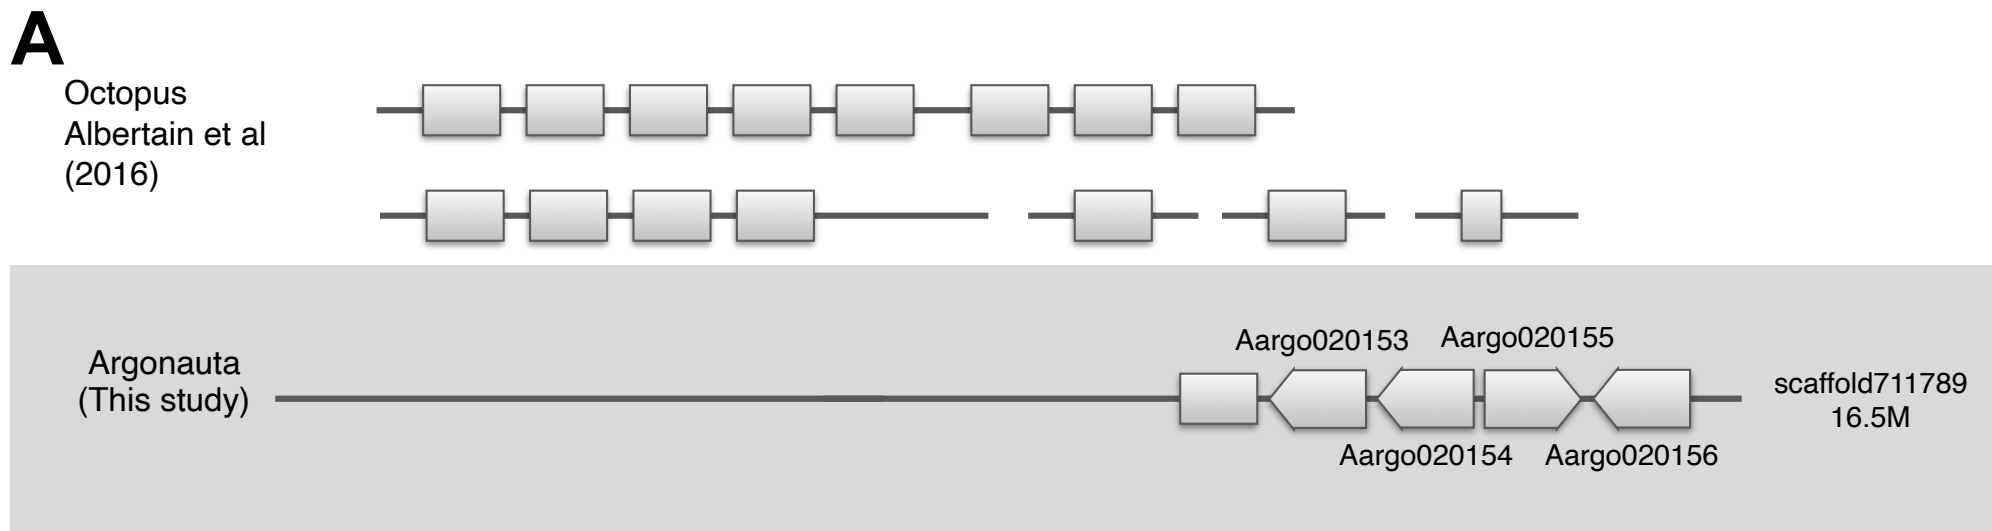 A
Octopus
Albertain et al
(2016)
Aargo020153
Aargo020155
Argonauta
(This study)
scaffold711789
16.5M
Aargo020154
Aargo020156